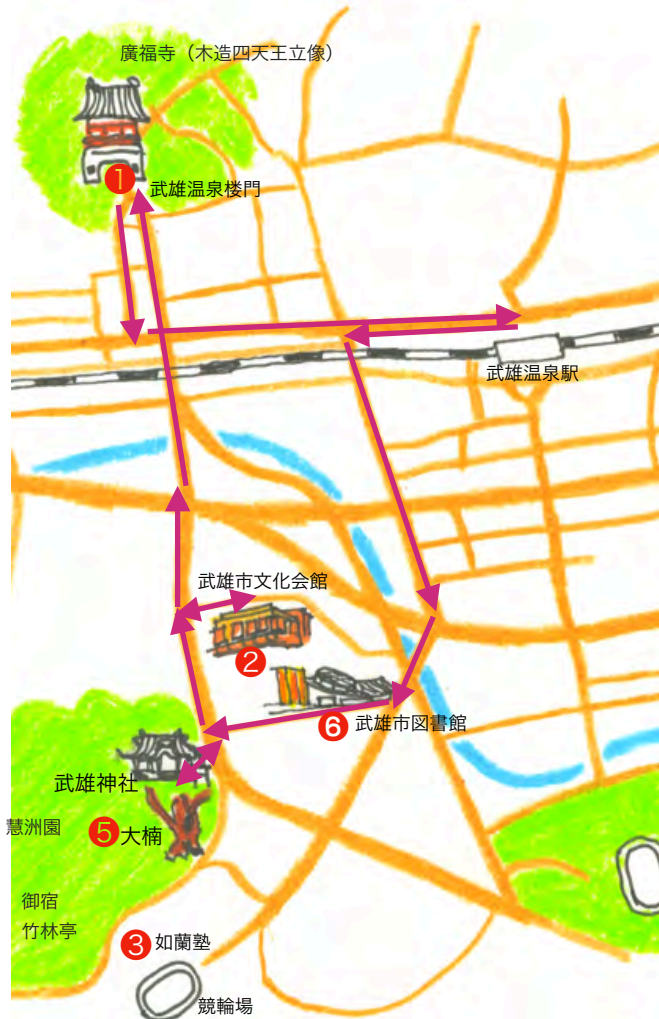 廣福寺（木造四天王立像）
❶
武雄温泉楼門
武雄温泉駅
武雄市文化会館
❷
❻
武雄市図書館
武雄神社
慧洲園
❺大楠
御宿
竹林亭
❸如蘭塾
競輪場